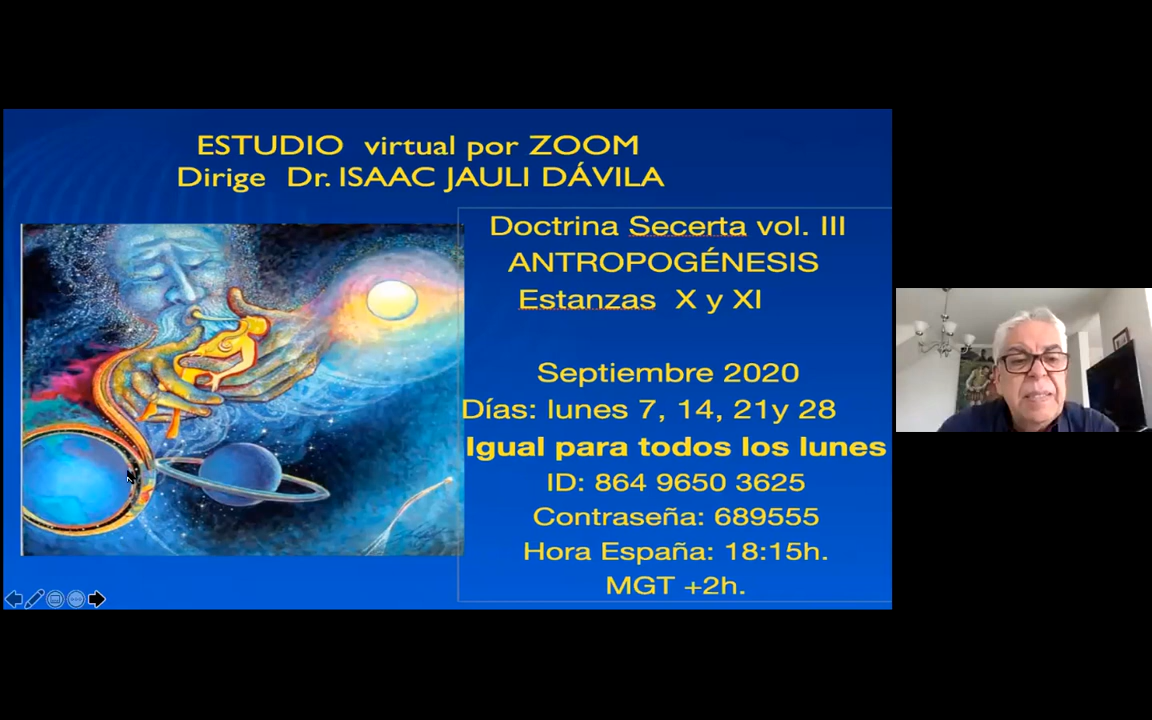 ESTUDIO virtual por ZOOM
Dirige Dr. ISAAC JAULI DÁVILA
Doctrina Secerta vol. III
ANTROPOGÉNESIS
Estanzas X y XI
Septiembre 2020
Días: lunes 7, 14, 21y 28
Igual para todos los lunes
ID: 864 9650 3625
Contraseña: 689555
Hora España: 18:15h.
MGT +2h.